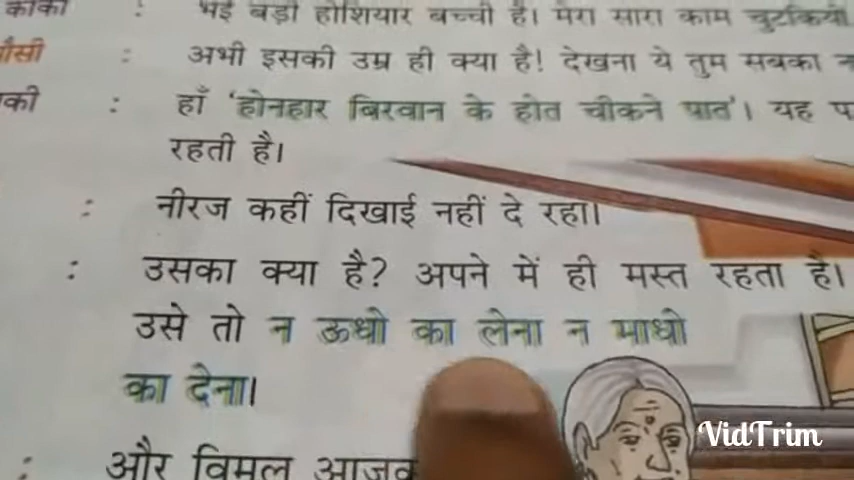 काका : भई बड़ी होशियार बच्ची है। मेरा सारा काम चुटकियों
: अभी इसकी उम्र ही क्या है! देखना ये तुम सबका
: हाँ 'होनहार बिरवान के होत चीकने पात'। यह
रहती है।
: नीरज कहीं दिखाई नहीं दे रहा।
: उसका क्या है? अपने में ही मस्त रहता है।
उसे तो न ऊधो का लेना न माधो
का देना।
: और विमल
VidTrim